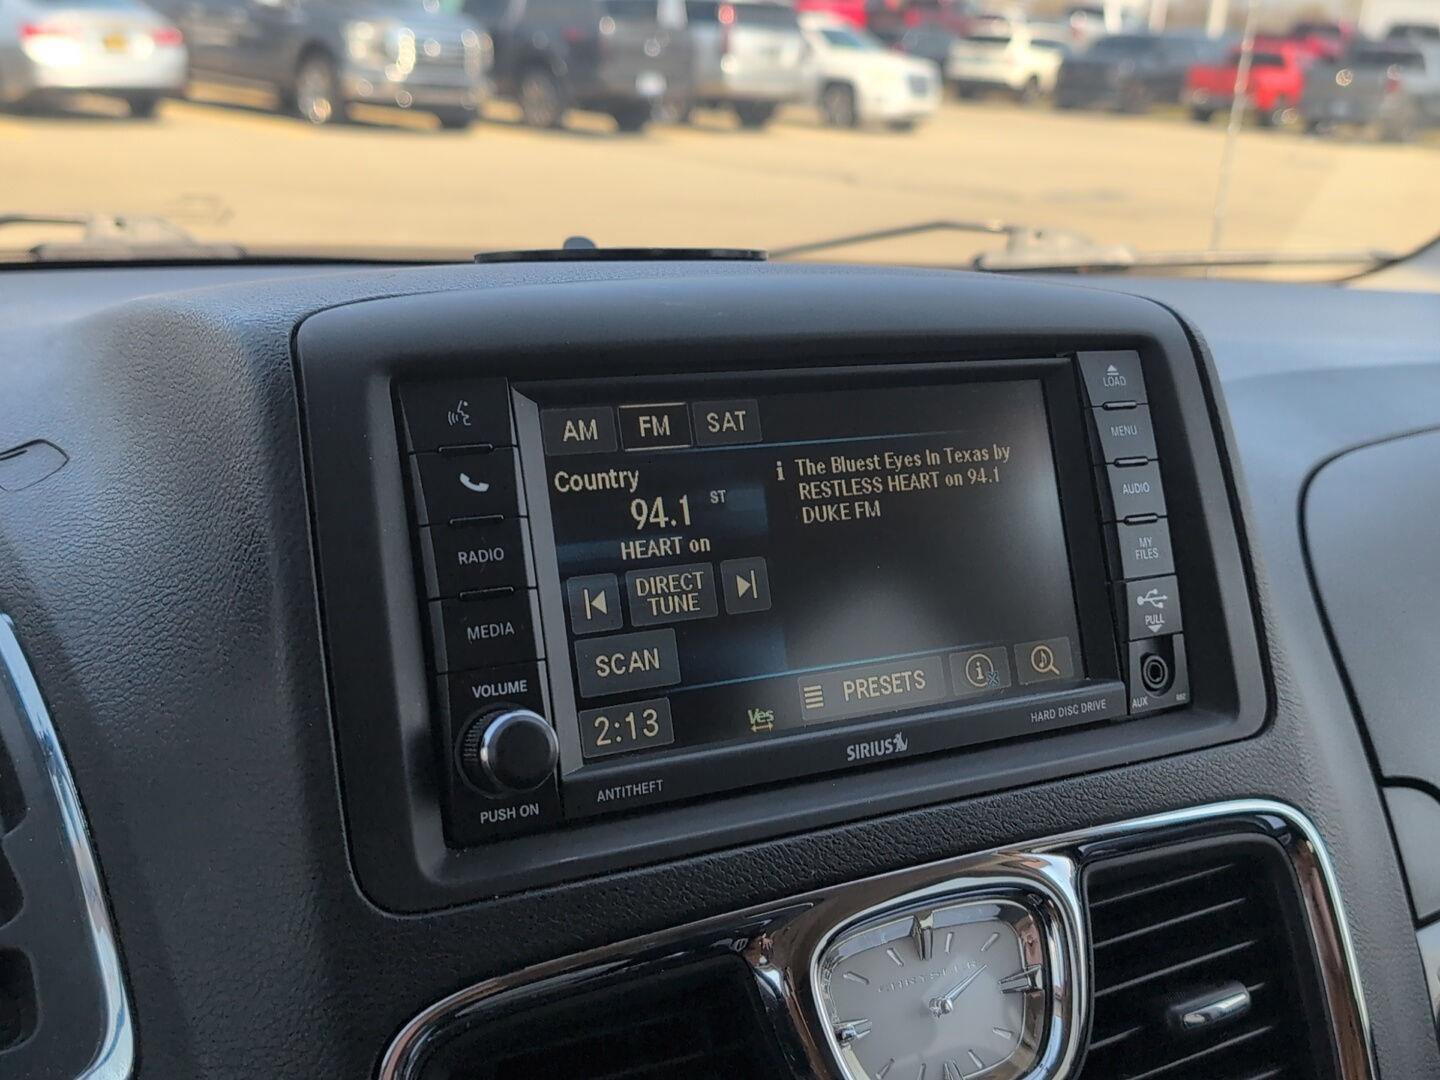 LOAD
AM FM SAT
MENU
Country
i The Bluest Eyes In Texas by
RESTLESS HEART on 94.1
DUKE FM
94.1 ST
HEART on
AUDIO
RADIO
DIRECT
TUNE
MY
FILES
MEDIA
SCAN
PULL
VOLUME
PRESETS
2:13
Yes
AUX
HARD DISC DRIVE
SIRIUS
ANTITHEFT
PUSH ON
CHRYSLER